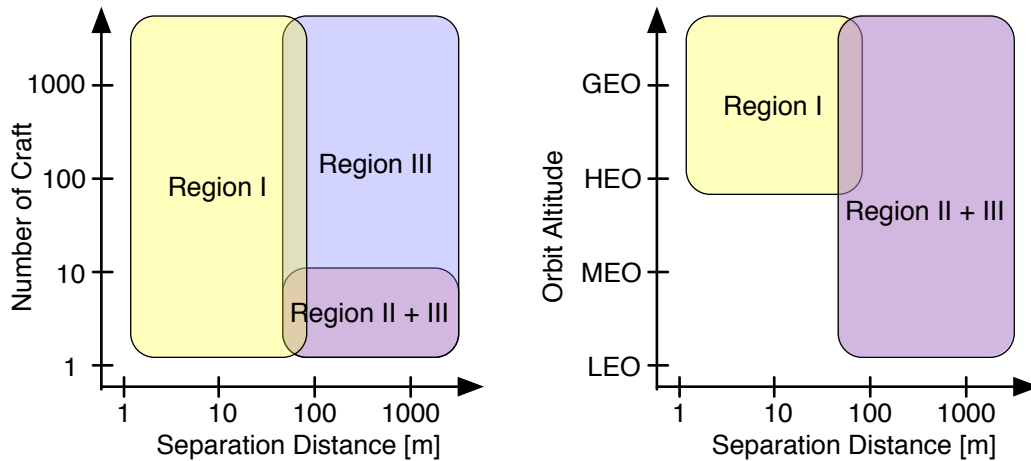 Number of Craft
1000
100
10
1
Region I
Region III
Region II + III
1 10 100 1000
Separation Distance [m]
Orbit Altitude
GEO
HEO
MEO
LEO
Region I
Region II + III
1 10 100 1000
Separation Distance [m]